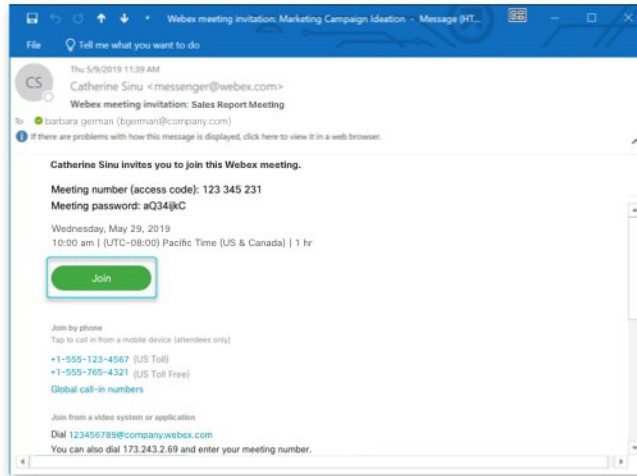 Webex meeting invitation: Marketing Campaign Ideation - Message (HT...
File Tell me what you want to do
Thu 5/9/2019 11:39 AM
CS
Catherine Sinu <messenger@webex.com>
Webex meeting invitation: Sales Report Meeting
To barbara german (bgerman@company.com)
If there are problems with how this message is displayed, click here to view it in a web browser.
Catherine Sinu invites you to join this Webex meeting.
Meeting number (access code): 123 345 231
Meeting password: aQ34ijkC
Wednesday, May 29, 2019
10:00 am | (UTC-08:00) Pacific Time (US & Canada) | 1 hr
Join
Join by phone
Tap to call in from a mobile device (attendees only)
+1-555-123-4567 (US Toll)
+1-555-765-4321 (US Toll Free)
Global call-in numbers
Join from a video system or application
Dial 123456789@company.webex.com
You can also dial 173.243.2.69 and enter your meeting number.